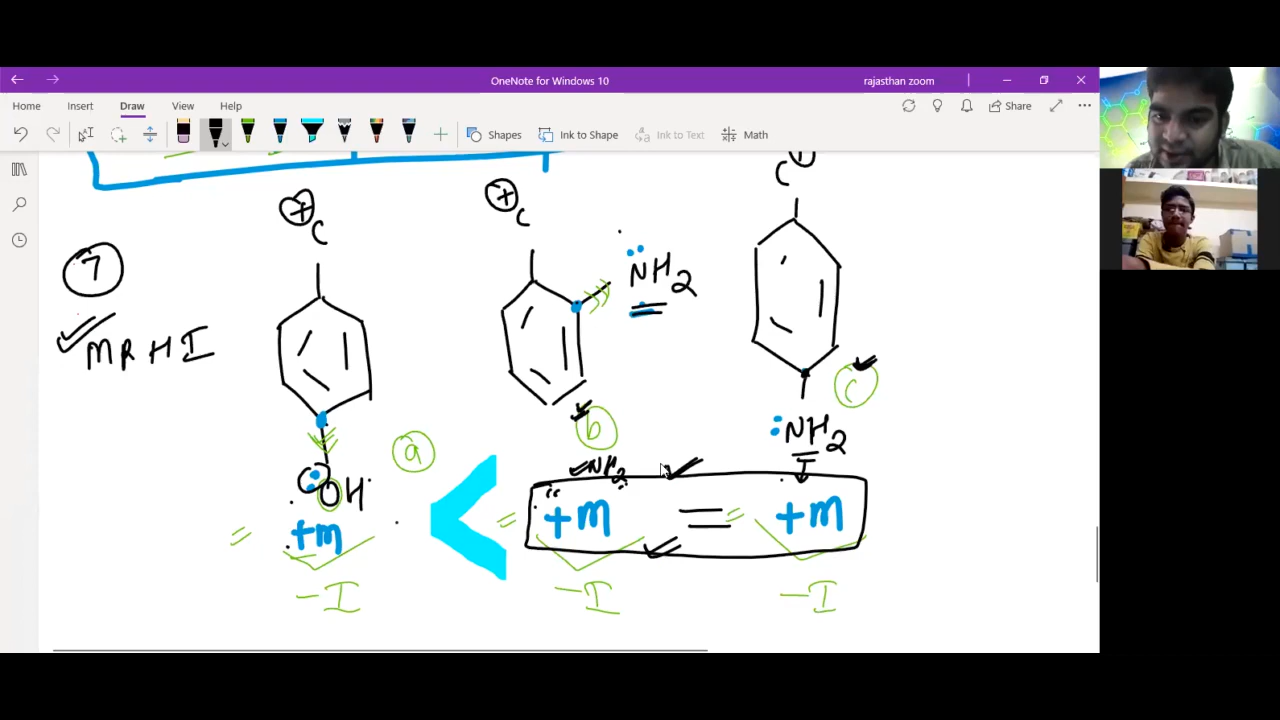 OneNote for Windows 10
rajasthan zoom
Home Insert Draw View Help
Share
Shapes
Ink to Shape
Ink to Text
Math
+ C
+ C
C +
7
MRHI
NH2
a
b
c
OH
NH2
NH2
= +m < = +m = = +m
-I
-I
-I